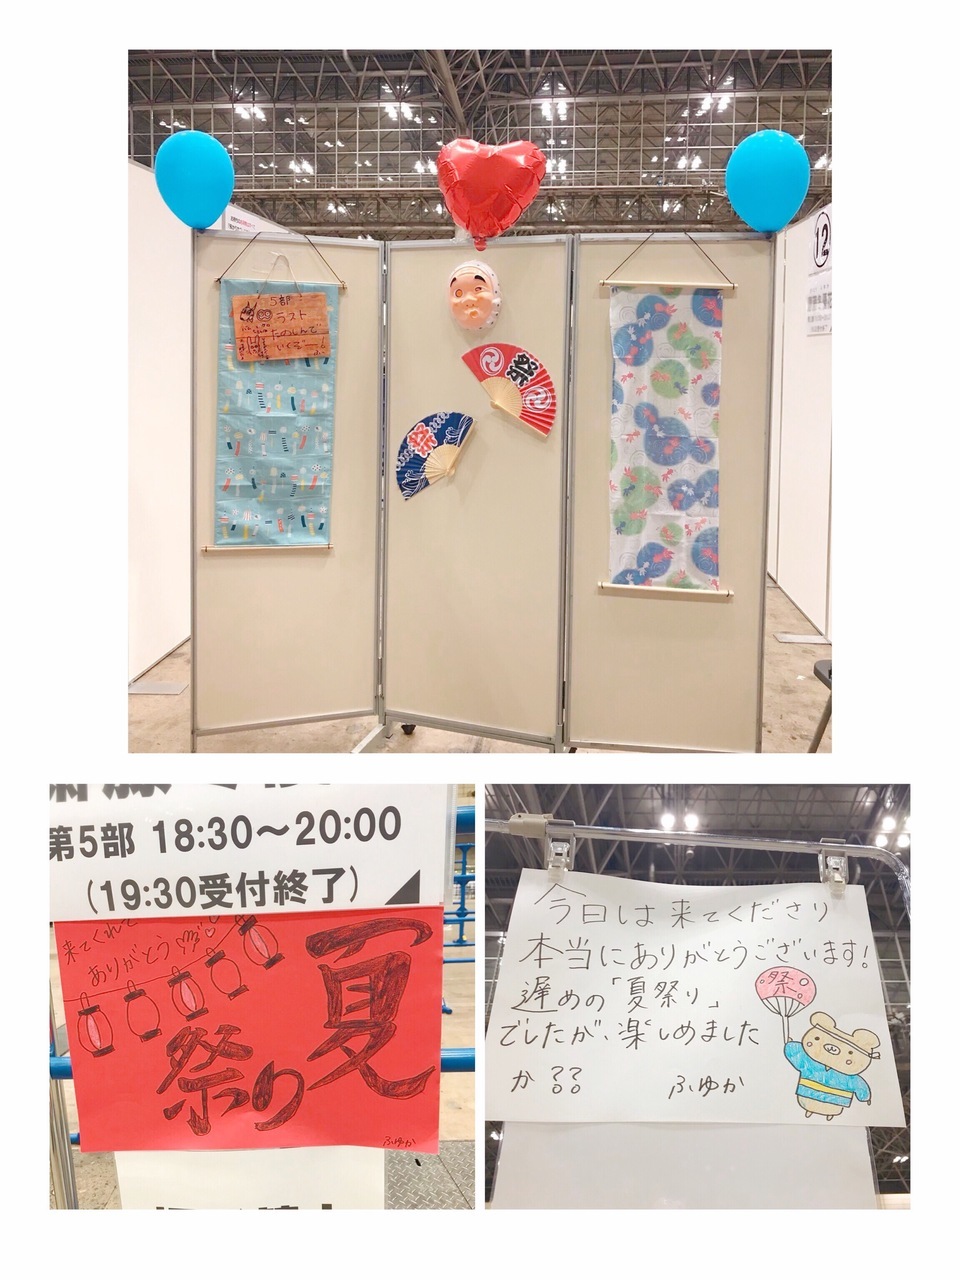 12
5部
ラスト
たのしんで
いくぞー!
祭
祭
第5部 18:30～20:00
(19:30受付終了)
来てくれて
ありがとう
夏
祭り
ふゆか
今日は来てくださり
本当にありがとうございます!
遅めの「夏祭り」
でしたが、楽しめました
か??
ふゆか
祭